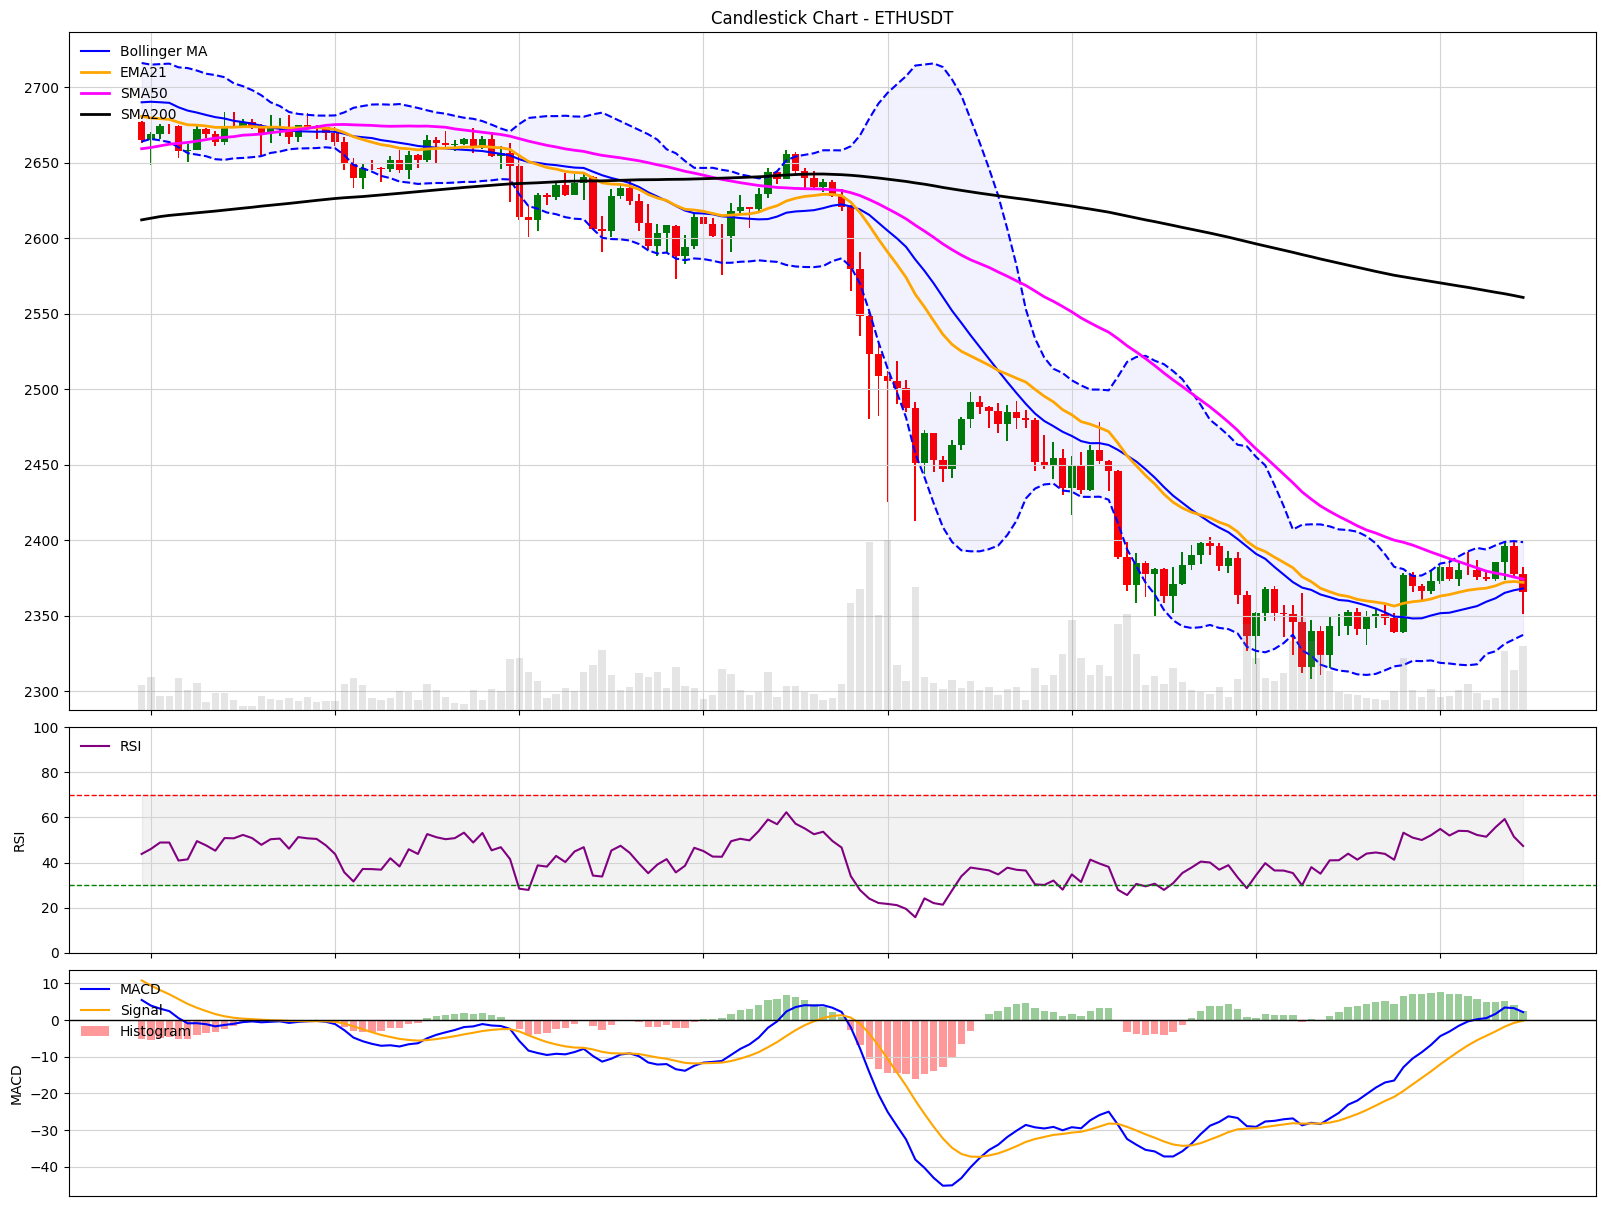 Candlestick Chart - ETHUSDT
Bollinger MA
EMA21
SMA50
SMA200
2700
2650
2600
2550
2500
2450
2400
2350
2300
RSI
100
80
60
40
20
0
RSI
MACD
Signal
Histogram
10
0
−10
−20
−30
−40
MACD